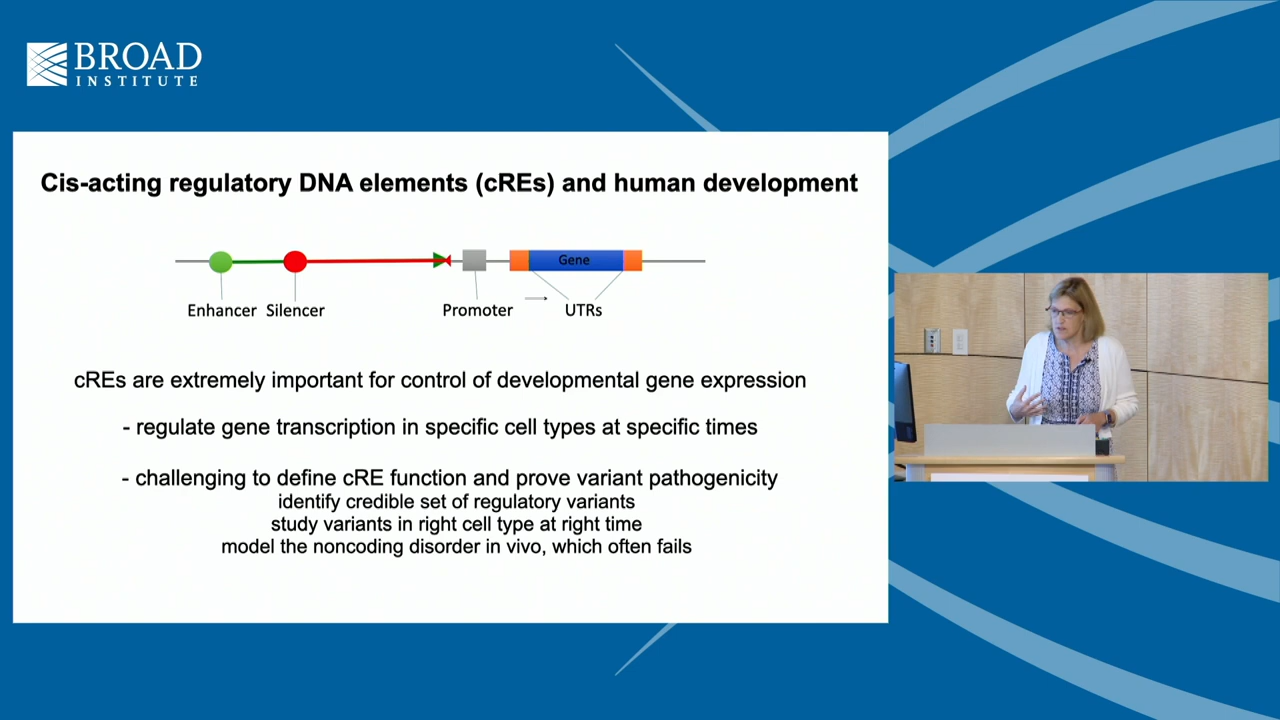 BROAD
INSTITUTE
Cis-acting regulatory DNA elements (cREs) and human development
Gene
Enhancer Silencer Promoter UTRs
cREs are extremely important for control of developmental gene expression
- regulate gene transcription in specific cell types at specific times
- challenging to define cRE function and prove variant pathogenicity
identify credible set of regulatory variants
study variants in right cell type at right time
model the noncoding disorder in vivo, which often fails